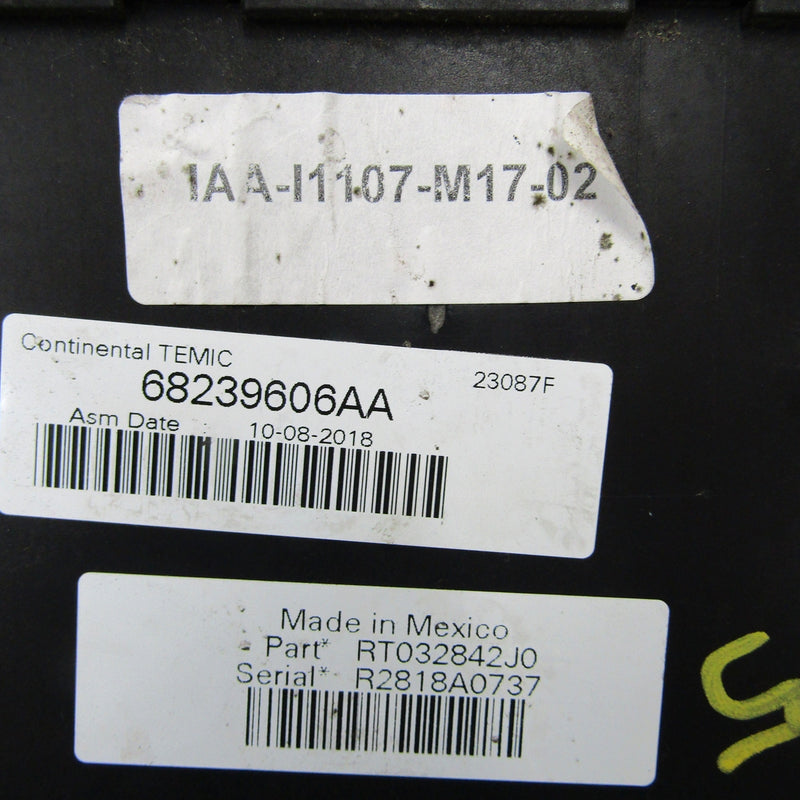 IAA-I1107-M17-02
Continental TEMIC
23087F
68239606AA
Asm Date 10-08-2018
Made in Mexico
Part* RT032842J0
Serial* R2818A0737